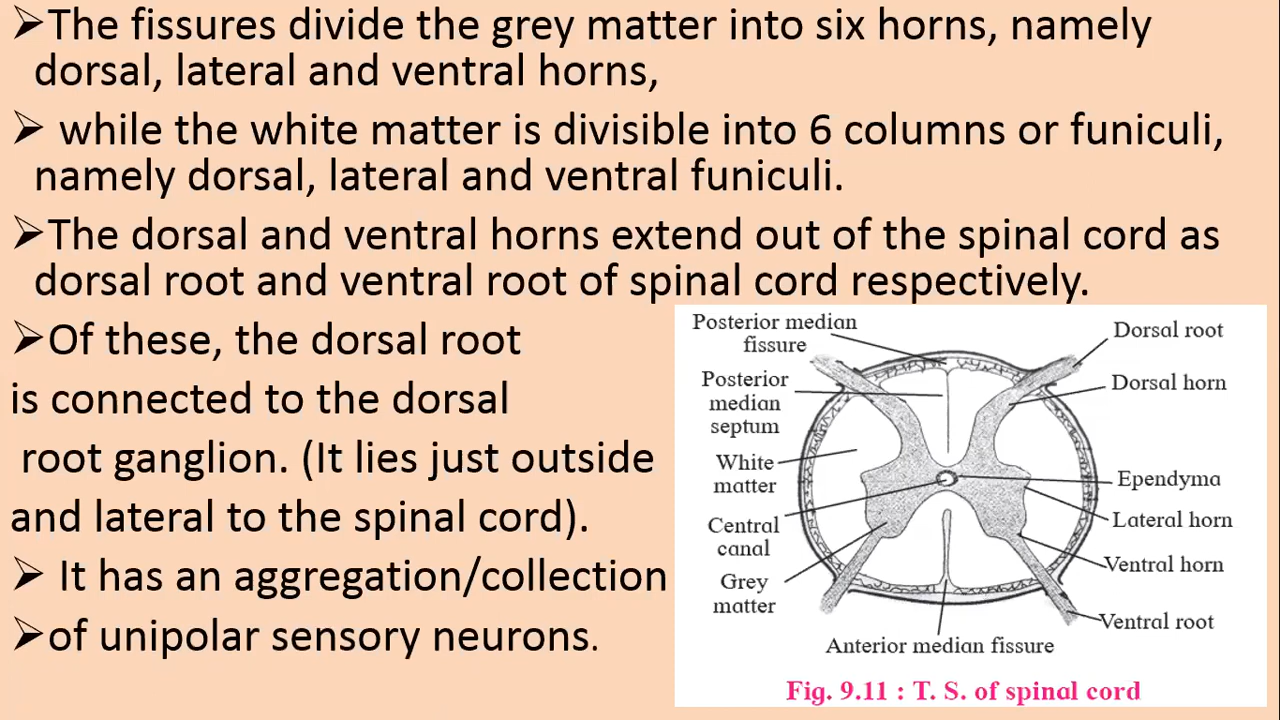 ➢The fissures divide the grey matter into six horns, namely
dorsal, lateral and ventral horns,
➢ while the white matter is divisible into 6 columns or funiculi,
namely dorsal, lateral and ventral funiculi.
➢The dorsal and ventral horns extend out of the spinal cord as
dorsal root and ventral root of spinal cord respectively.
➢Of these, the dorsal root
is connected to the dorsal
root ganglion. (It lies just outside
and lateral to the spinal cord).
➢ It has an aggregation/collection
➢of unipolar sensory neurons.
Posterior median
fissure
Posterior
median
septum
White
matter
Central
canal
Grey
matter
Dorsal root
Dorsal horn
Ependyma
Lateral horn
Ventral horn
Ventral root
Anterior median fissure
Fig. 9.11 : T. S. of spinal cord